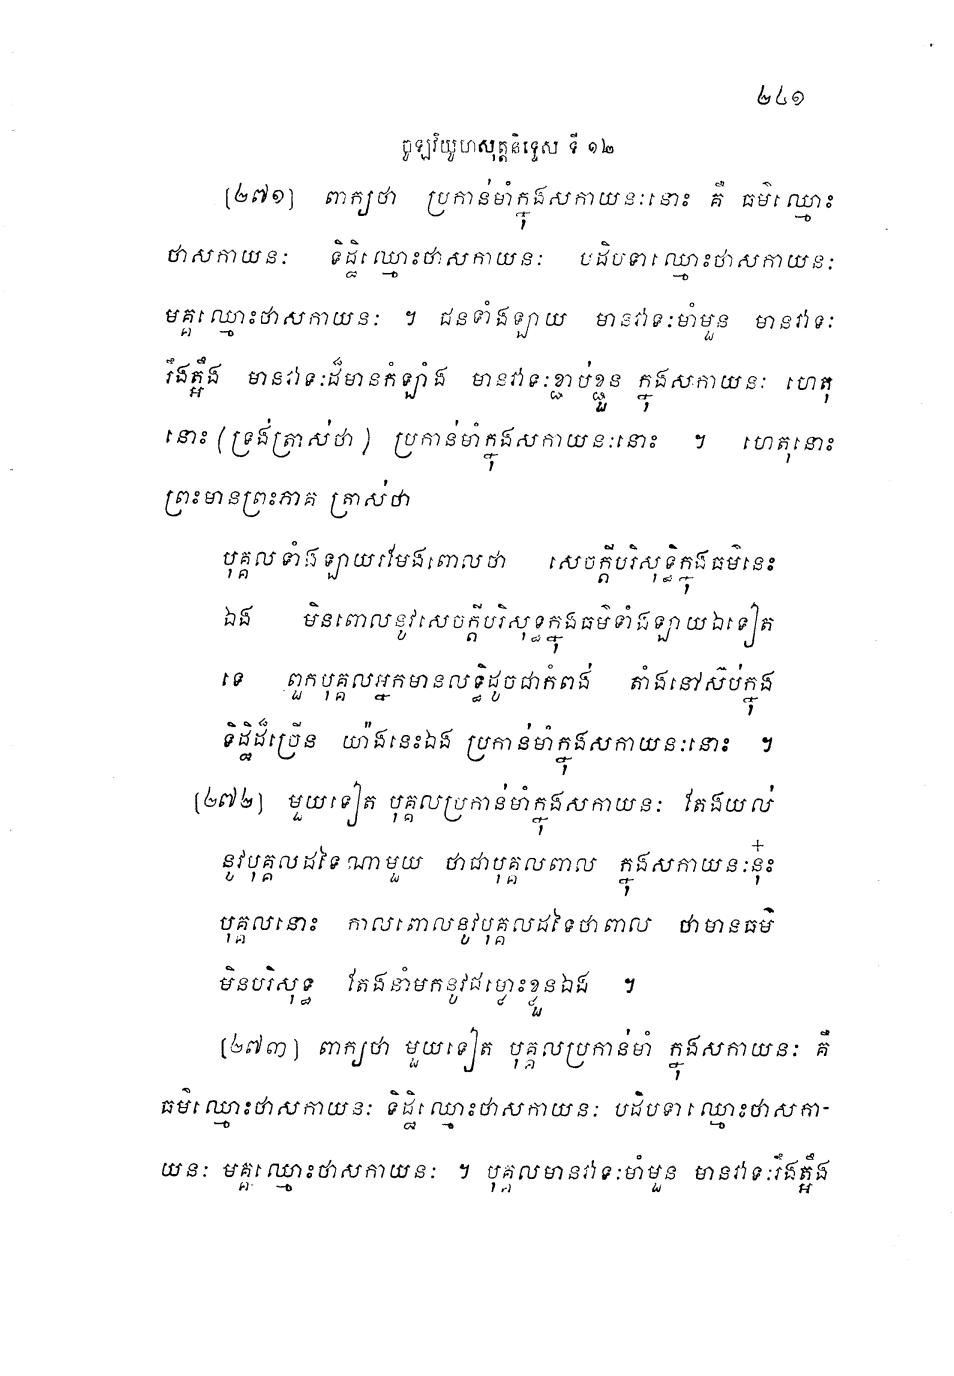 ២៤១
ចូឡវិយូហសុត្តនិទ្ទេស ទី ១២
[២៧១] ពាក្យថា ប្រកាន់មាំក្នុងសកាយនៈនោះ គឺ ធម៌ឈ្មោះ
ថាសកាយនៈ ទិដ្ឋិឈ្មោះថាសកាយនៈ បដិបទាឈ្មោះថាសកាយនៈ
មគ្គឈ្មោះថាសកាយនៈ ។ ជនទាំងឡាយ មានវាទៈមាំមួន មានវាទៈ
រឹងត្អឹង មានវាទៈដ៏មានកំឡាំង មានវាទៈខ្ជាប់ខ្ជួន ក្នុងសកាយនៈ ហេតុ
នោះ (ទ្រង់ត្រាស់ថា) ប្រកាន់មាំក្នុងសកាយនៈនោះ ។ ហេតុនោះ
ព្រះមានព្រះភាគ ត្រាស់ថា
បុគ្គលទាំងឡាយរមែងពោលថា សេចក្តីបរិសុទ្ធិក្នុងធម៌នេះ
ឯង មិនពោលនូវសេចក្តីបរិសុទ្ធក្នុងធម៌ទាំងឡាយឯទៀត
ទេ ពួកបុគ្គលអ្នកមានលទ្ធិដូចជាកំពង់ តាំងនៅស៊ប់ក្នុង
ទិដ្ឋិដ៏ច្រើន យ៉ាងនេះឯង ប្រកាន់មាំក្នុងសកាយនៈនោះ ។
[២៧២] មួយទៀត បុគ្គលប្រកាន់មាំក្នុងសកាយនៈ តែងយល់
នូវបុគ្គលដទៃណាមួយ ថាជាបុគ្គលពាល ក្នុងសកាយនៈនុ៎ះ
បុគ្គលនោះ កាលពោលនូវបុគ្គលដទៃថាពាល ថាមានធម៌
មិនបរិសុទ្ធ តែងនាំមកនូវជម្លោះខ្លួនឯង ។
[២៧៣] ពាក្យថា មួយទៀត បុគ្គលប្រកាន់មាំ ក្នុងសកាយនៈ គឺ
ធម៌ឈ្មោះថាសកាយនៈ ទិដ្ឋិឈ្មោះថាសកាយនៈ បដិបទាឈ្មោះថាសកា-
យនៈ មគ្គឈ្មោះថាសកាយនៈ ។ បុគ្គលមានវាទៈមាំមួន មានវាទៈរឹងត្អឹង